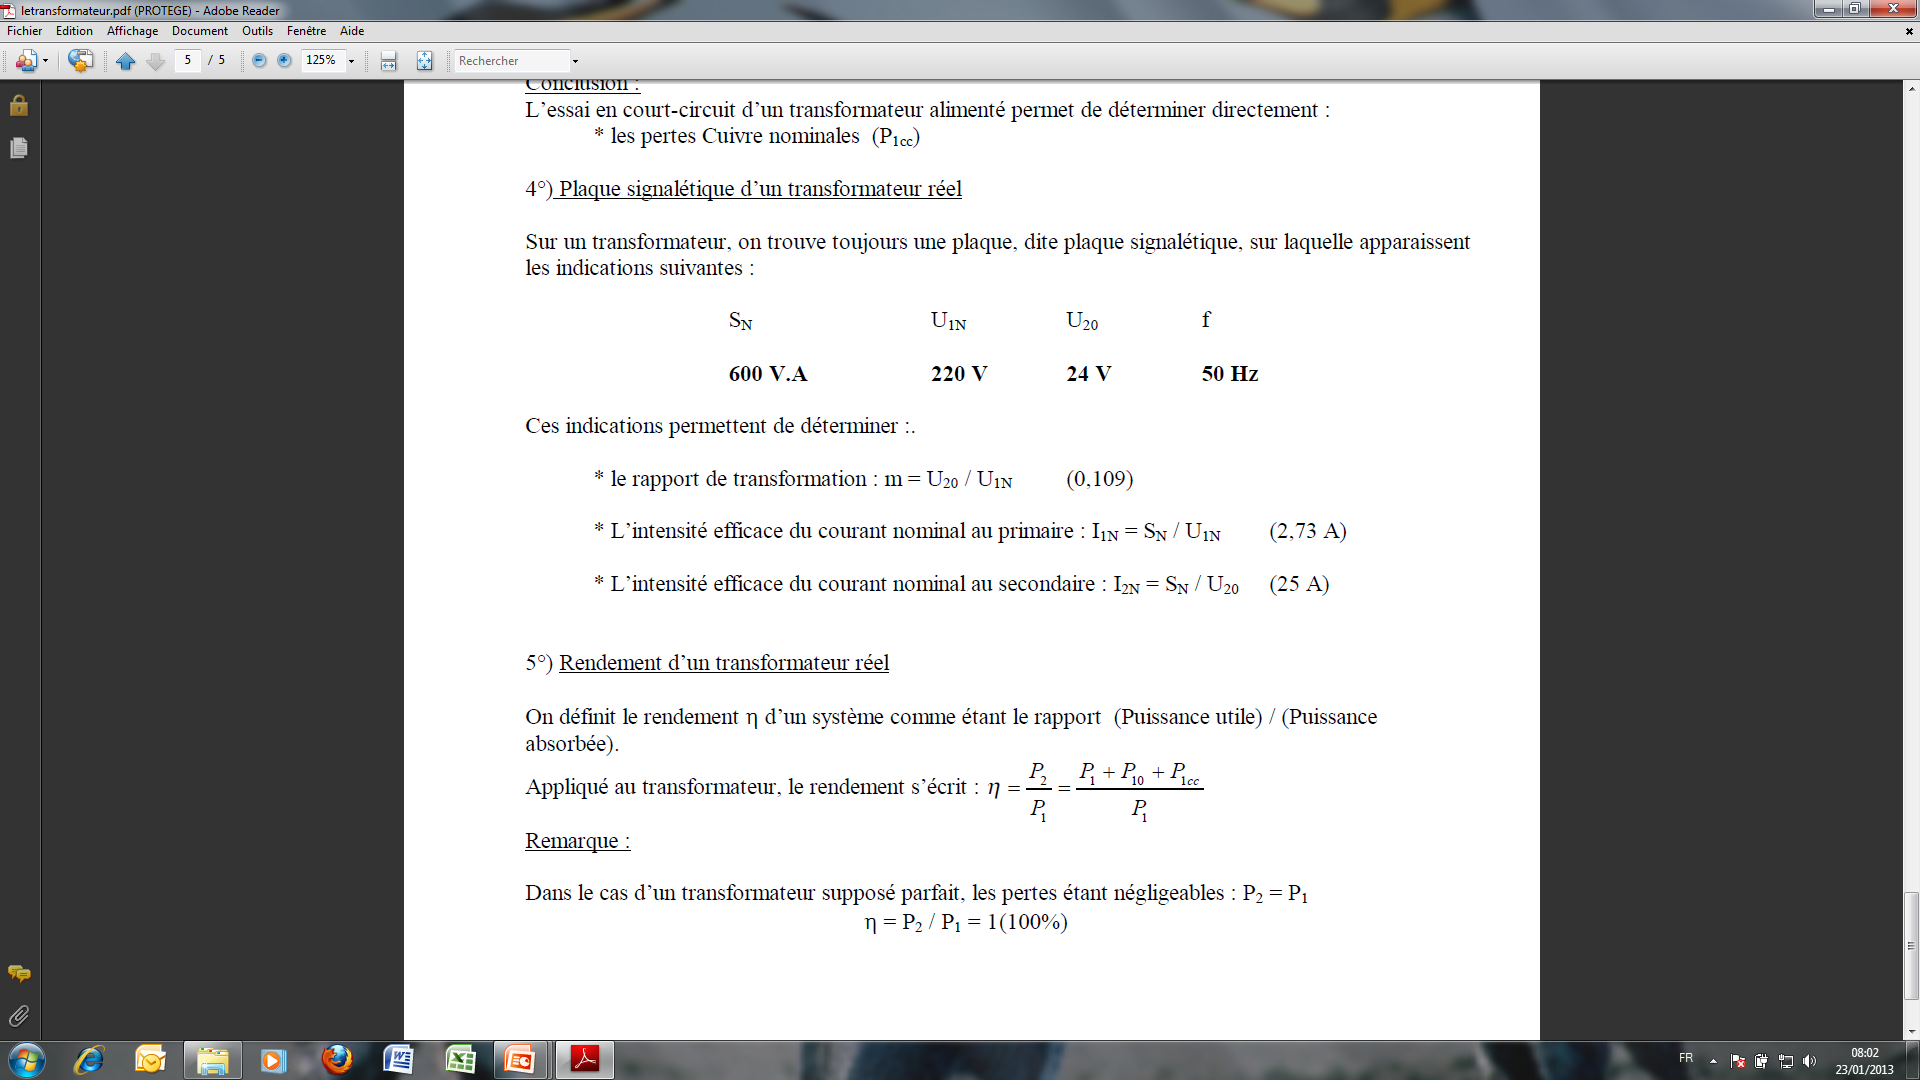 letransformateur.pdf (PROTEGE) - Adobe Reader
Fichier Edition Affichage Document Outils Fenêtre Aide
5 / 5 125% Rechercher
Conclusion :
L’essai en court-circuit d’un transformateur alimenté permet de déterminer directement :
* les pertes Cuivre nominales (P1cc)
4°) Plaque signalétique d’un transformateur réel
Sur un transformateur, on trouve toujours une plaque, dite plaque signalétique, sur laquelle apparaissent
les indications suivantes :
SN U1N U20 f
600 V.A 220 V 24 V 50 Hz
Ces indications permettent de déterminer :.
* le rapport de transformation : m = U20 / U1N (0,109)
* L’intensité efficace du courant nominal au primaire : I1N = SN / U1N (2,73 A)
* L’intensité efficace du courant nominal au secondaire : I2N = SN / U20 (25 A)
5°) Rendement d’un transformateur réel
On définit le rendement η d’un système comme étant le rapport (Puissance utile) / (Puissance
absorbée).
Appliqué au transformateur, le rendement s’écrit : η = P2 / P1 = P1 + P10 + P1cc / P1
Remarque :
Dans le cas d’un transformateur supposé parfait, les pertes étant négligeables : P2 = P1
η = P2 / P1 = 1(100%)
FR 08:02
23/01/2013